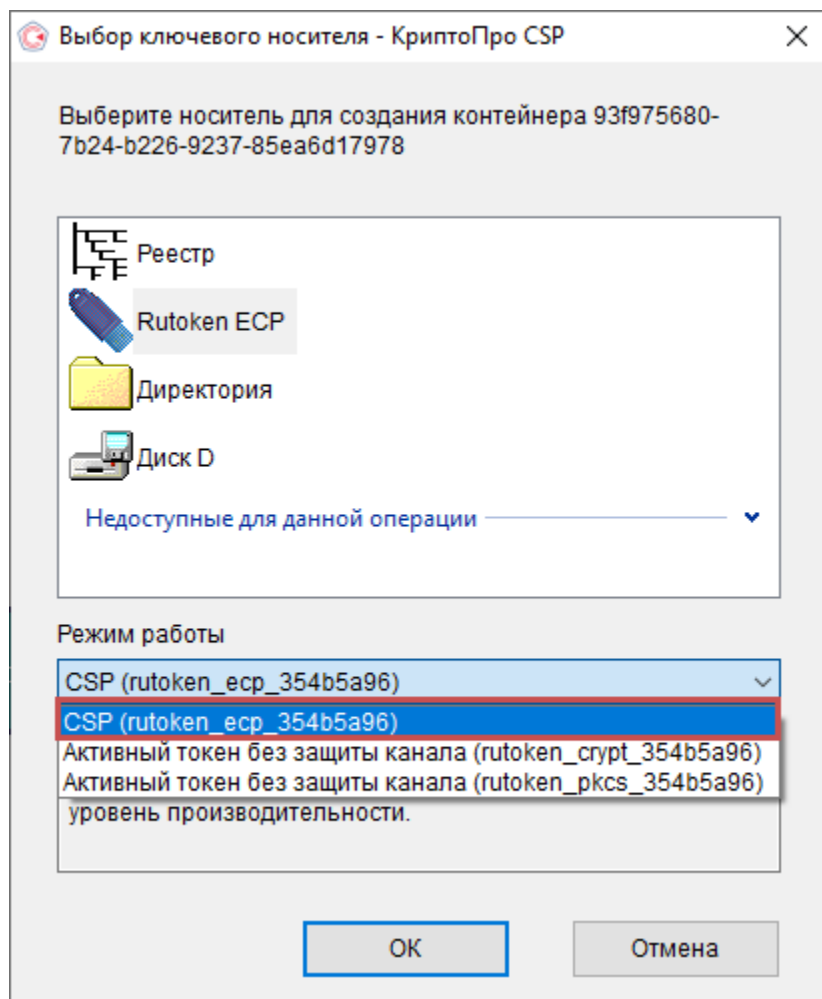 Выбор ключевого носителя - КриптоПро CSP
Выберите носитель для создания контейнера 93f975680-
7b24-b226-9237-85ea6d17978
Реестр
Rutoken ECP
Директория
Диск D
Недоступные для данной операции
Режим работы
CSP (rutoken_ecp_354b5a96)
CSP (rutoken_ecp_354b5a96)
Активный токен без защиты канала (rutoken_crypt_354b5a96)
Активный токен без защиты канала (rutoken_pkcs_354b5a96)
уровень производительности.
ОК
Отмена